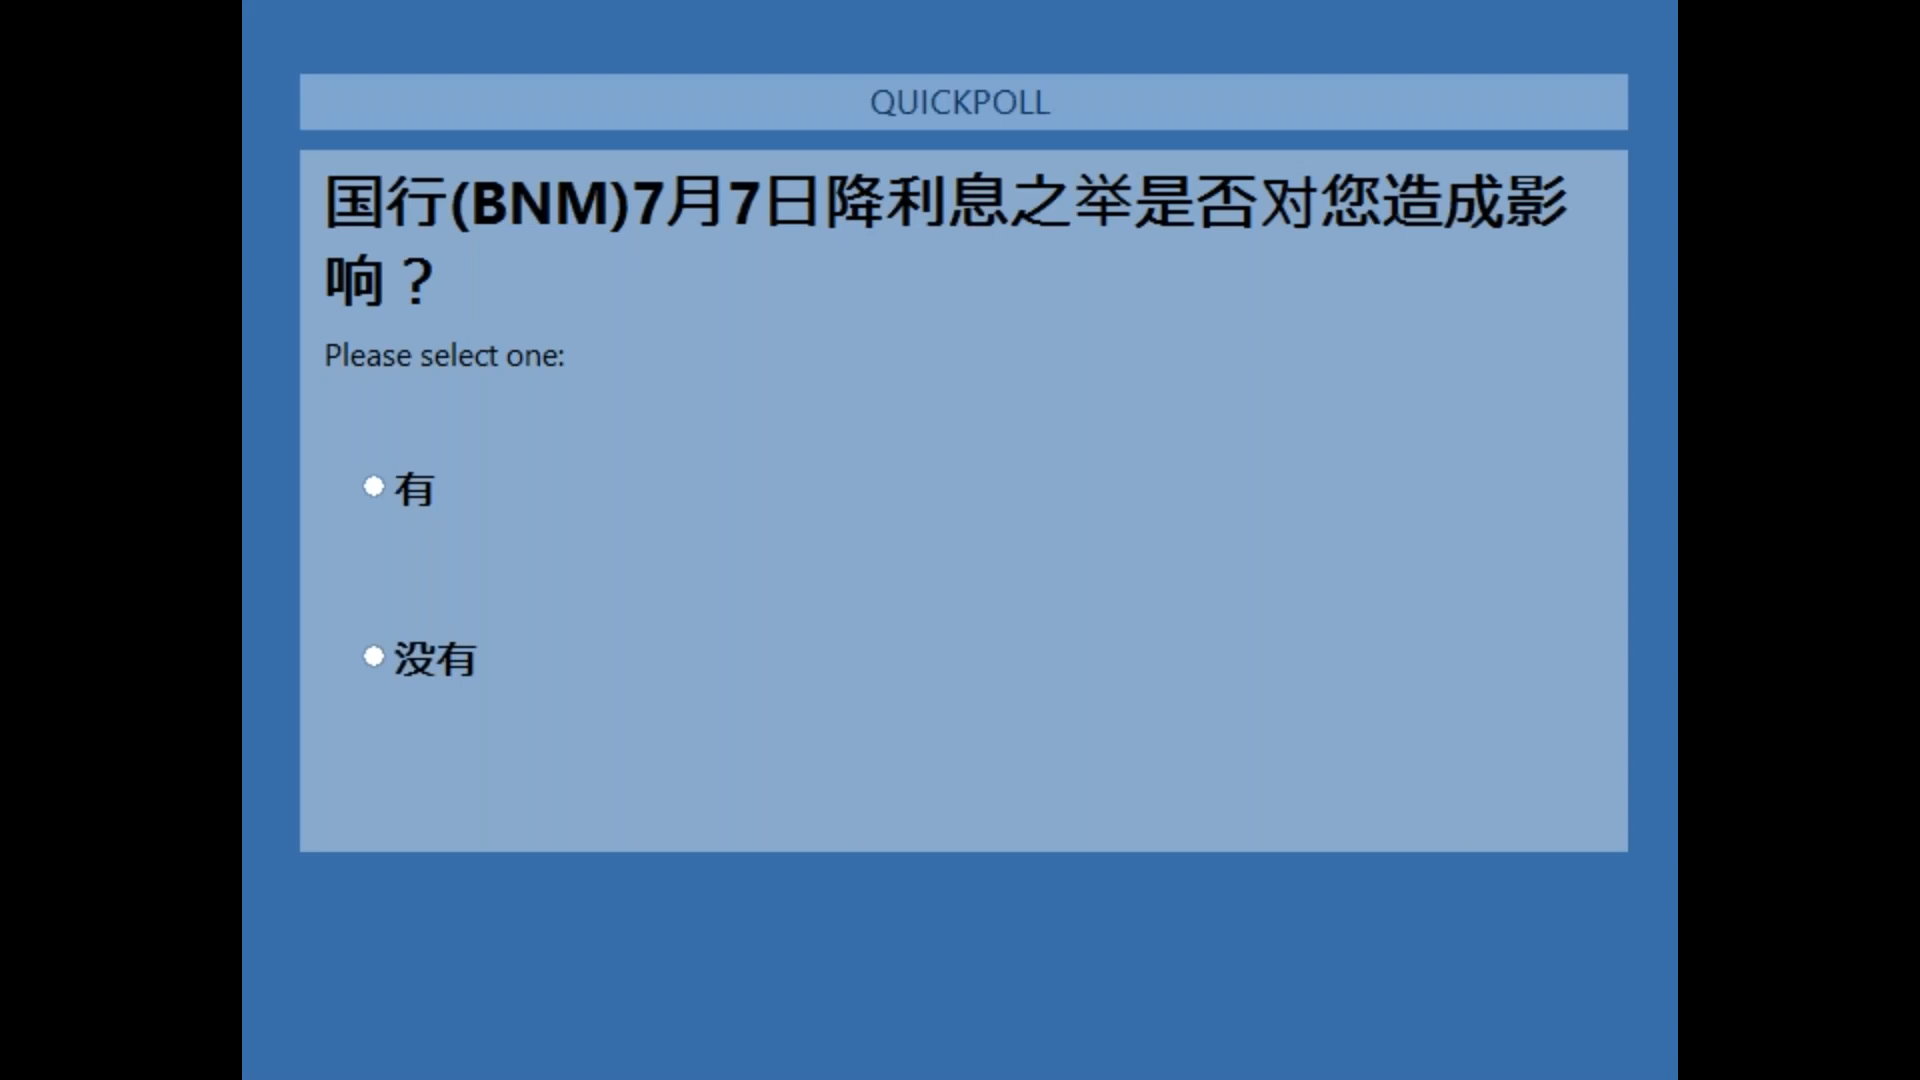 QUICKPOLL
国行(BNM)7月7日降利息之举是否对您造成影
响？
Please select one:
有
没有